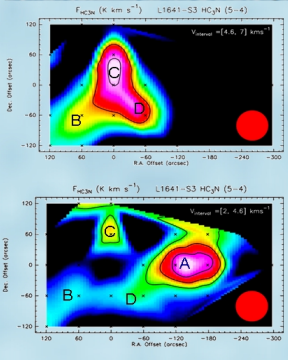 F_HC3N (K km s⁻¹) L1641-S3 HC₃N (5-4)
V_interval =[4.6, 7] kms⁻¹
Dec. Offset (arcsec)
120
60
0
-60
-120
C
D
B
120 60 0 -60 -120 -180 -240 -300
R.A. Offset (arcsec)
F_HC3N (K km s⁻¹) L1641-S3 HC₃N (5-4)
V_interval =[2, 4.6] kms⁻¹
Dec. Offset (arcsec)
120
60
0
-60
-120
C
A
B
D
120 60 0 -60 -120 -180 -240 -300
R.A. Offset (arcsec)